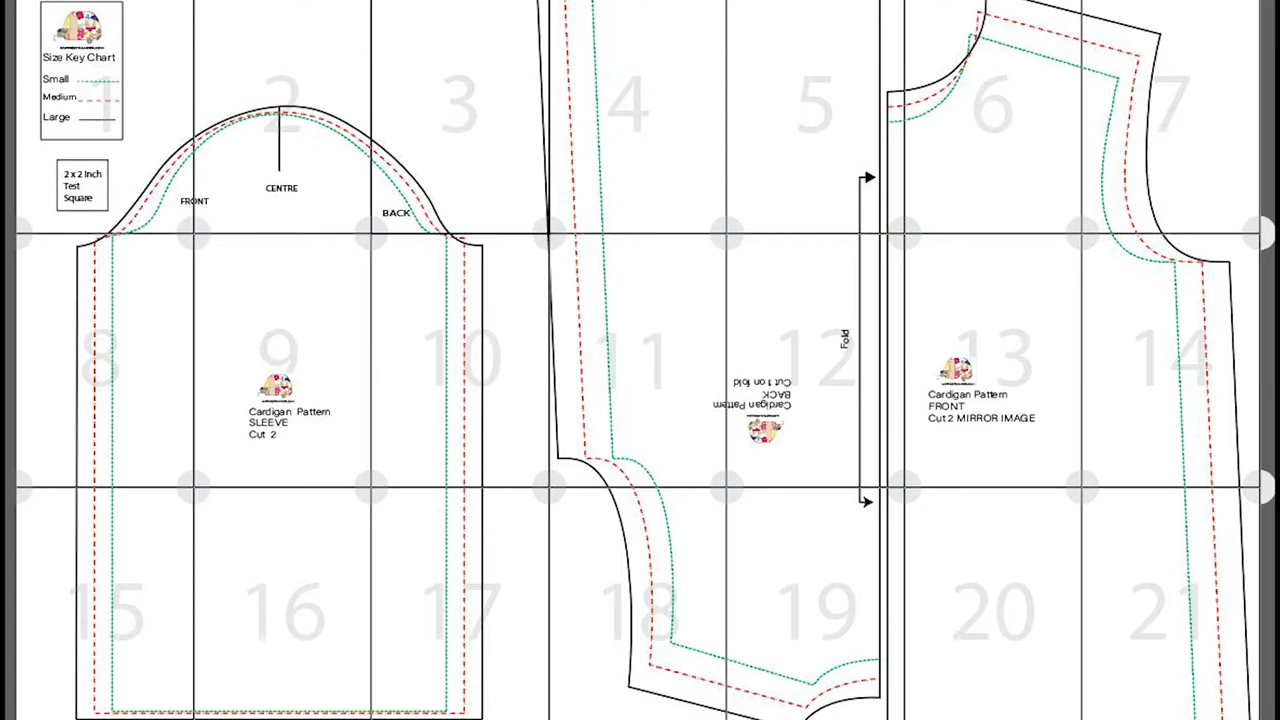 Size Key Chart
Small
Medium
Large
1
2
3
4
5
6
7
2 x 2 Inch
Test
Square
FRONT
CENTRE
BACK
8
9
10
11
12
13
14
Cardigan Pattern
SLEEVE
Cut 2
Fold
Cardigan Pattern
BACK
Cut 1 on fold
Cardigan Pattern
FRONT
Cut 2 MIRROR IMAGE
15
16
17
18
19
20
21